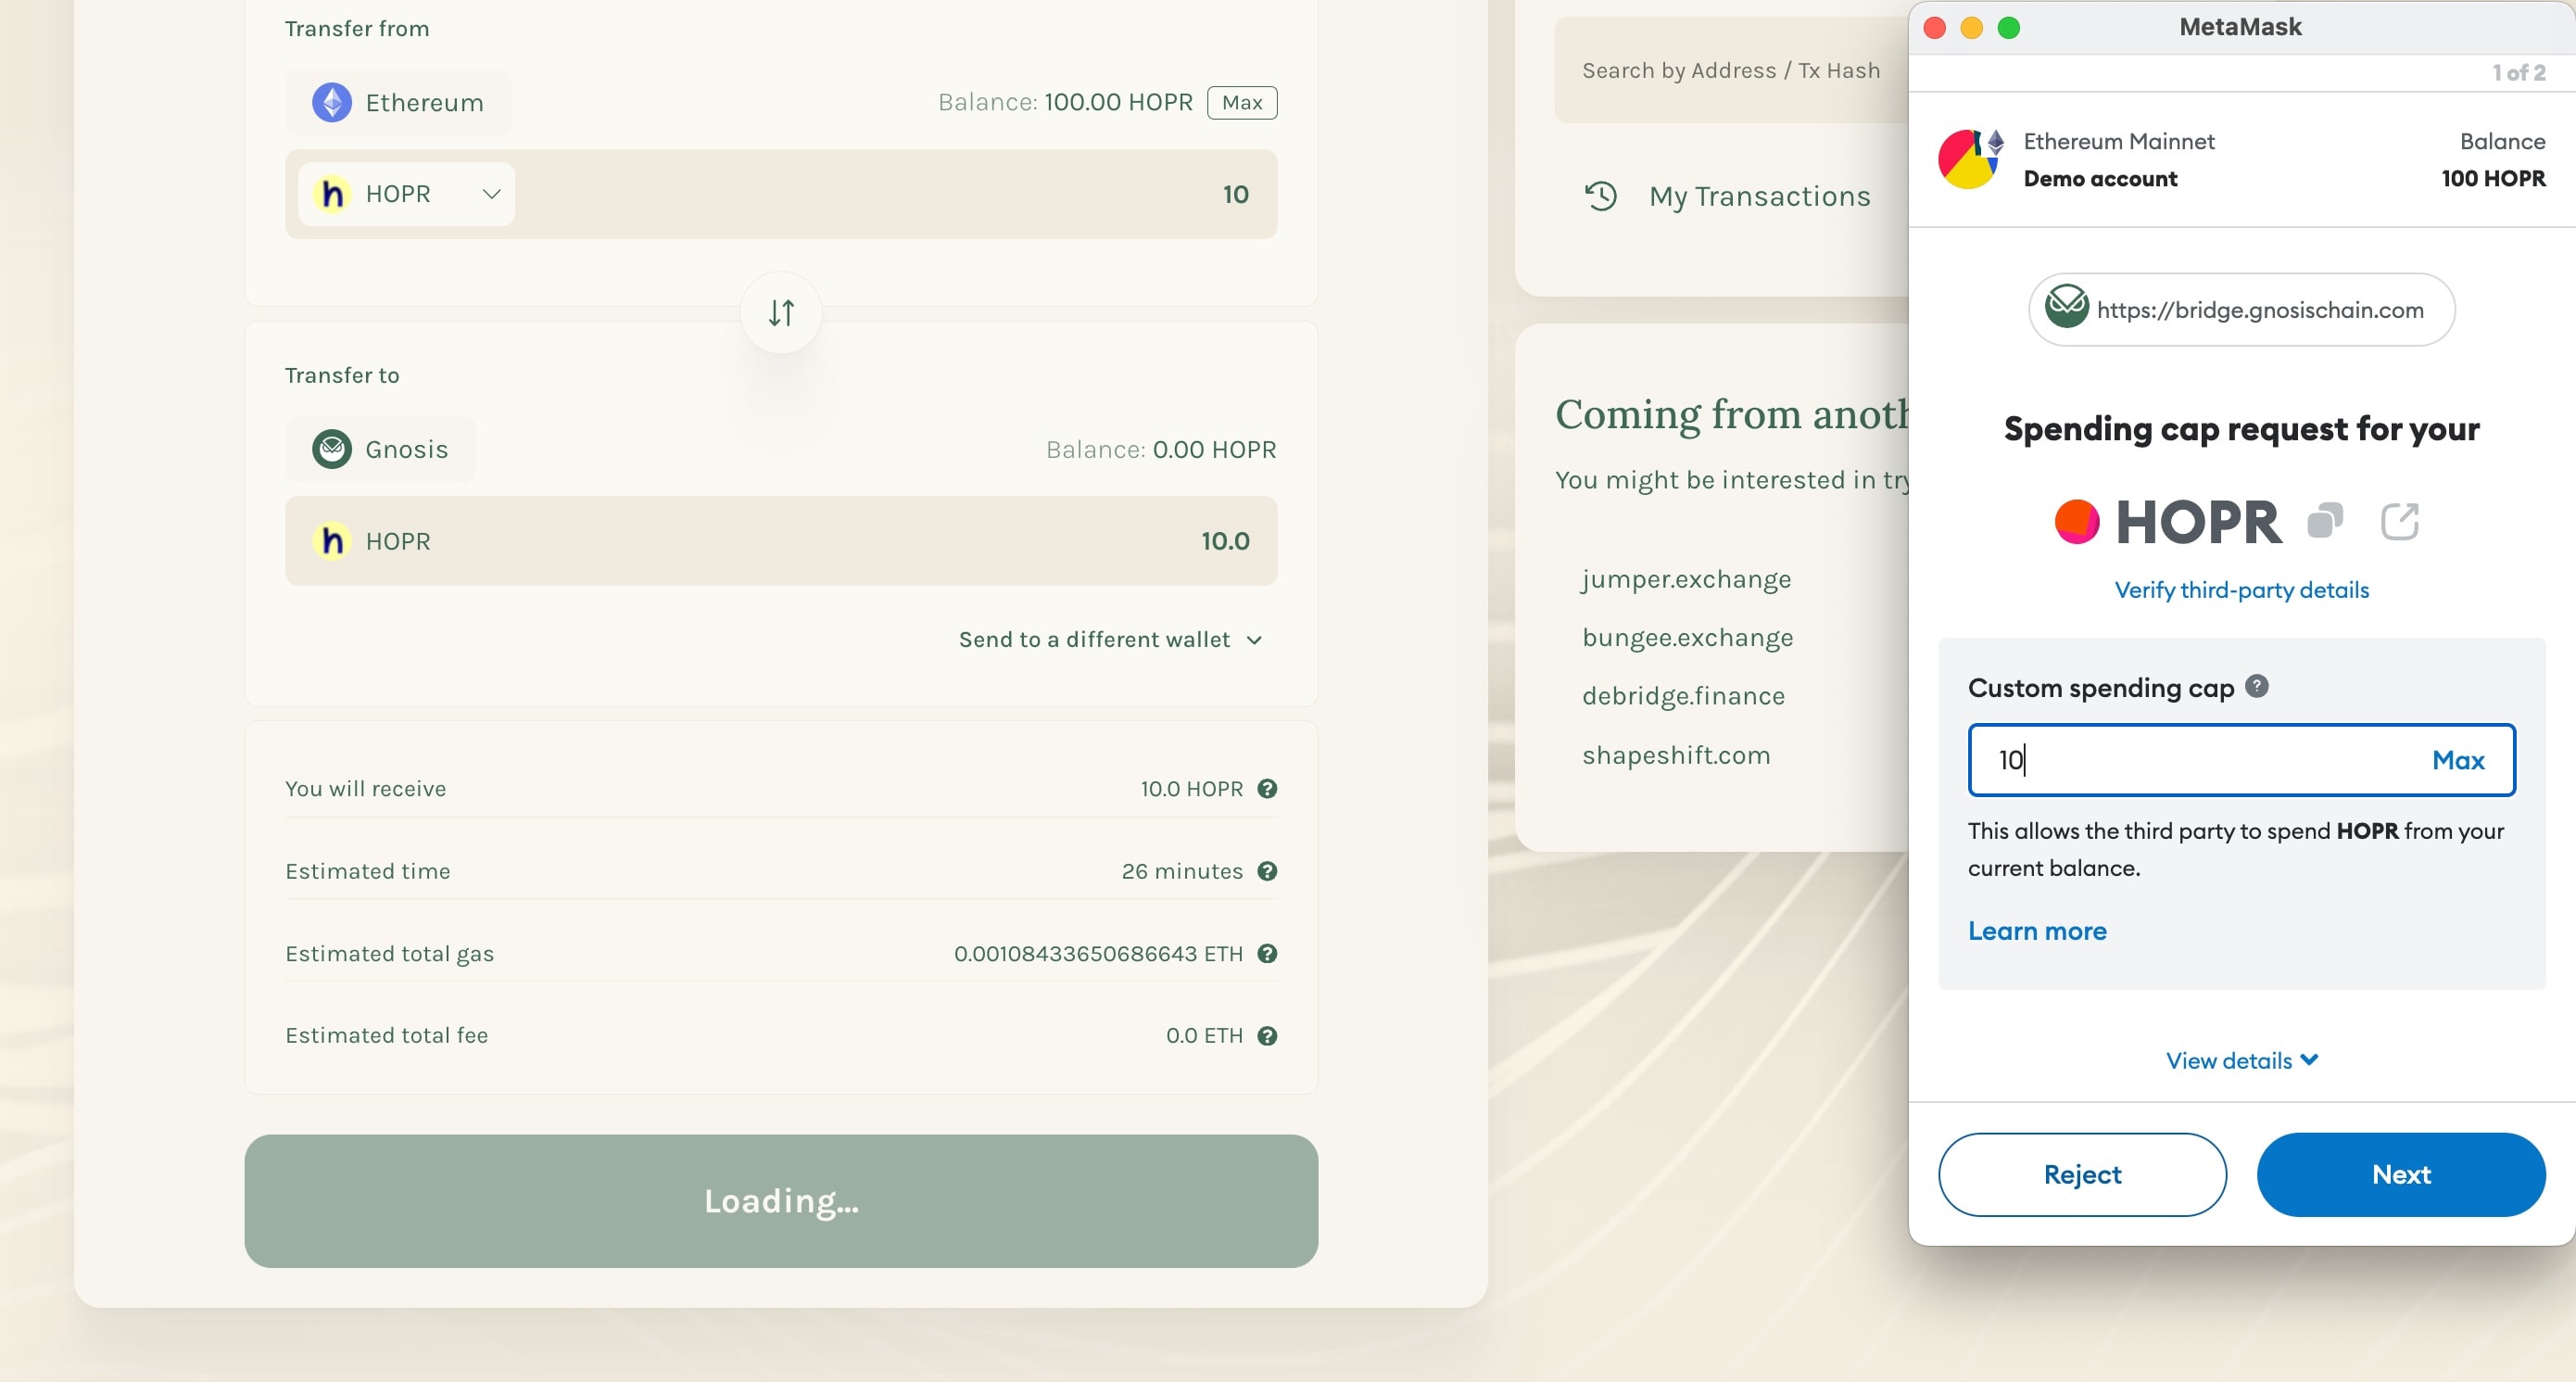 Transfer from
Ethereum
Balance: 100.00 HOPR Max
HOPR
10
Transfer to
Gnosis
Balance: 0.00 HOPR
HOPR
10.0
Send to a different wallet
You will receive
10.0 HOPR
Estimated time
26 minutes
Estimated total gas
0.00108433650686643 ETH
Estimated total fee
0.0 ETH
Loading...
Search by Address / Tx Hash
My Transactions
Coming from anoth
You might be interested in try
jumper.exchange
bungee.exchange
debridge.finance
shapeshift.com
MetaMask
1 of 2
Ethereum Mainnet
Demo account
Balance
100 HOPR
https://bridge.gnosischain.com
Spending cap request for your
HOPR
Verify third-party details
Custom spending cap
10
Max
This allows the third party to spend HOPR from your
current balance.
Learn more
View details
Reject
Next